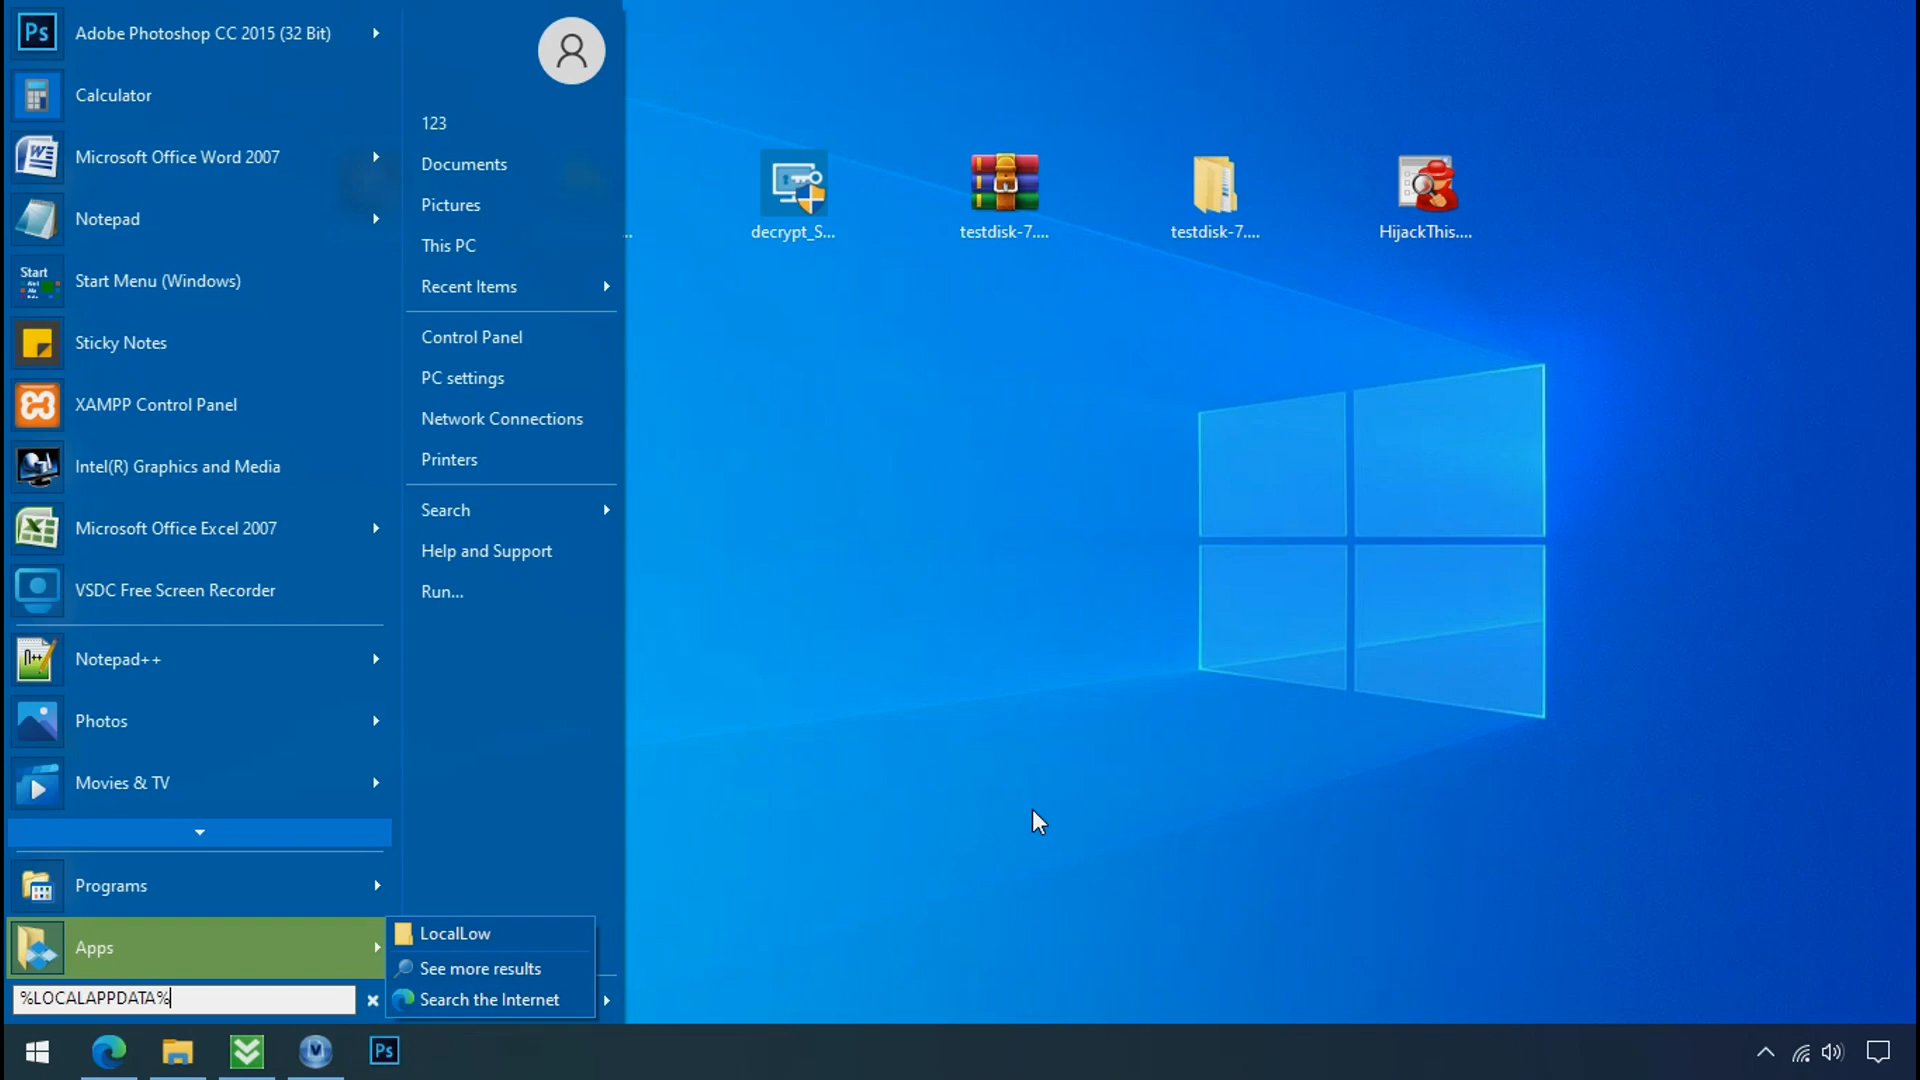 Ps
Adobe Photoshop CC 2015 (32 Bit)
Calculator
Microsoft Office Word 2007
Notepad
Start
Start Menu (Windows)
Sticky Notes
XAMPP Control Panel
Intel(R) Graphics and Media
Microsoft Office Excel 2007
VSDC Free Screen Recorder
Notepad++
Photos
Movies & TV
Programs
Apps
%LOCALAPPDATA%
123
Documents
Pictures
This PC
Recent Items
Control Panel
PC settings
Network Connections
Printers
Search
Help and Support
Run...
LocalLow
See more results
Search the Internet
...
decrypt_S...
testdisk-7....
testdisk-7....
HijackThis....
Ps